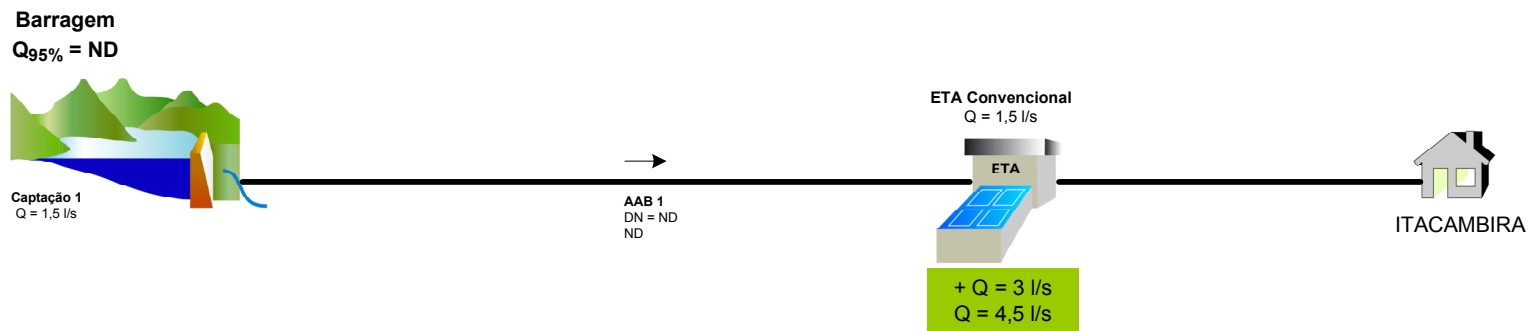 Barragem
Q95% = ND
Captação 1
Q = 1,5 l/s
AAB 1
DN = ND
ND
ETA Convencional
Q = 1,5 l/s
ETA
+ Q = 3 l/s
Q = 4,5 l/s
ITACAMBIRA